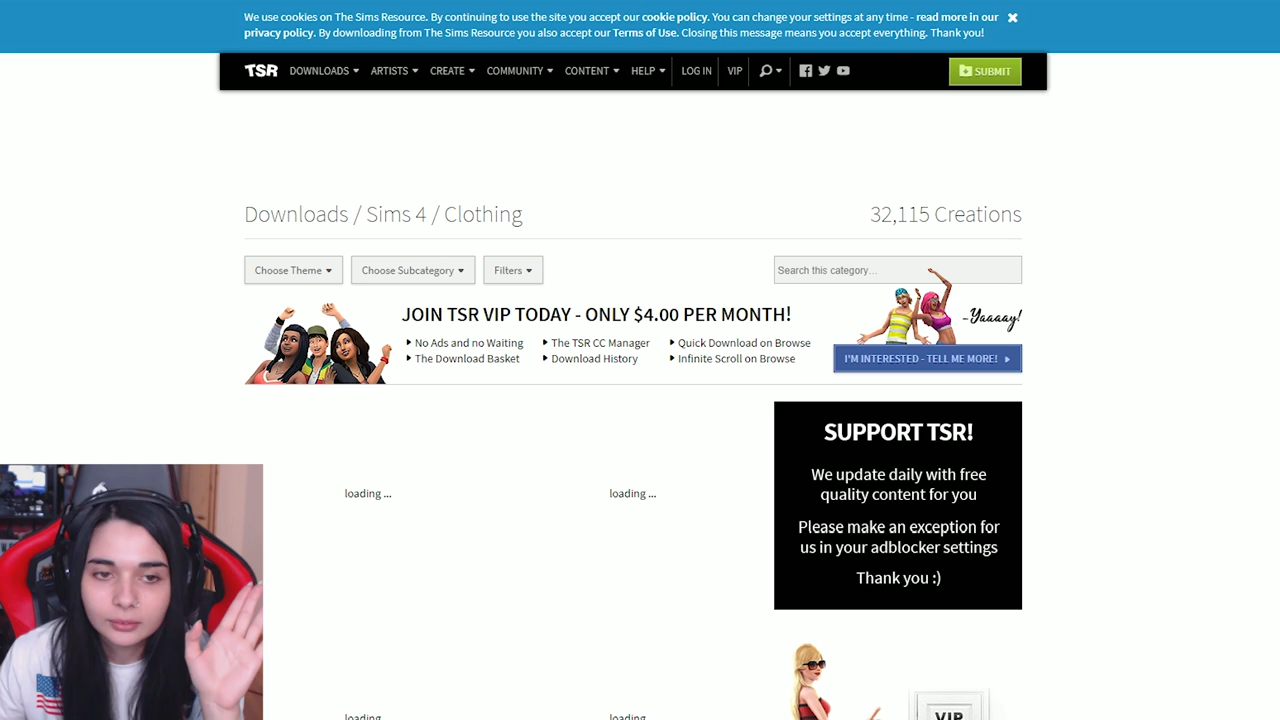 We use cookies on The Sims Resource. By continuing to use the site you accept our cookie policy. You can change your settings at any time - read more in our
privacy policy. By downloading from The Sims Resource you also accept our Terms of Use. Closing this message means you accept everything. Thank you!
TSR DOWNLOADS ARTISTS CREATE COMMUNITY CONTENT HELP LOG IN VIP SUBMIT
Downloads / Sims 4 / Clothing 32,115 Creations
Choose Theme Choose Subcategory Filters Search this category...
JOIN TSR VIP TODAY - ONLY $4.00 PER MONTH!
No Ads and no Waiting The TSR CC Manager Quick Download on Browse
The Download Basket Download History Infinite Scroll on Browse
-Yaaaay!
I'M INTERESTED - TELL ME MORE!
SUPPORT TSR!
We update daily with free
quality content for you
Please make an exception for
us in your adblocker settings
Thank you :)
loading ... loading ...
loading loading
VIP